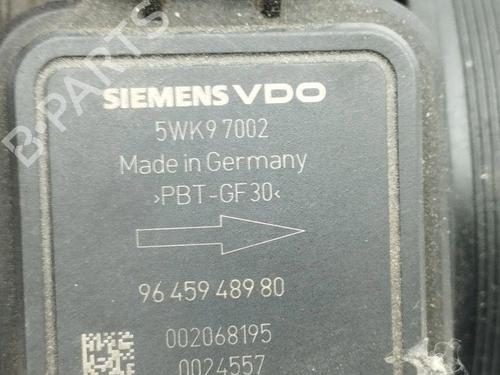 B-PARTS
SIEMENS VDO
5WK9 7002
Made in Germany
>PBT-GF30<
96 459 489 80
002068195
0024557